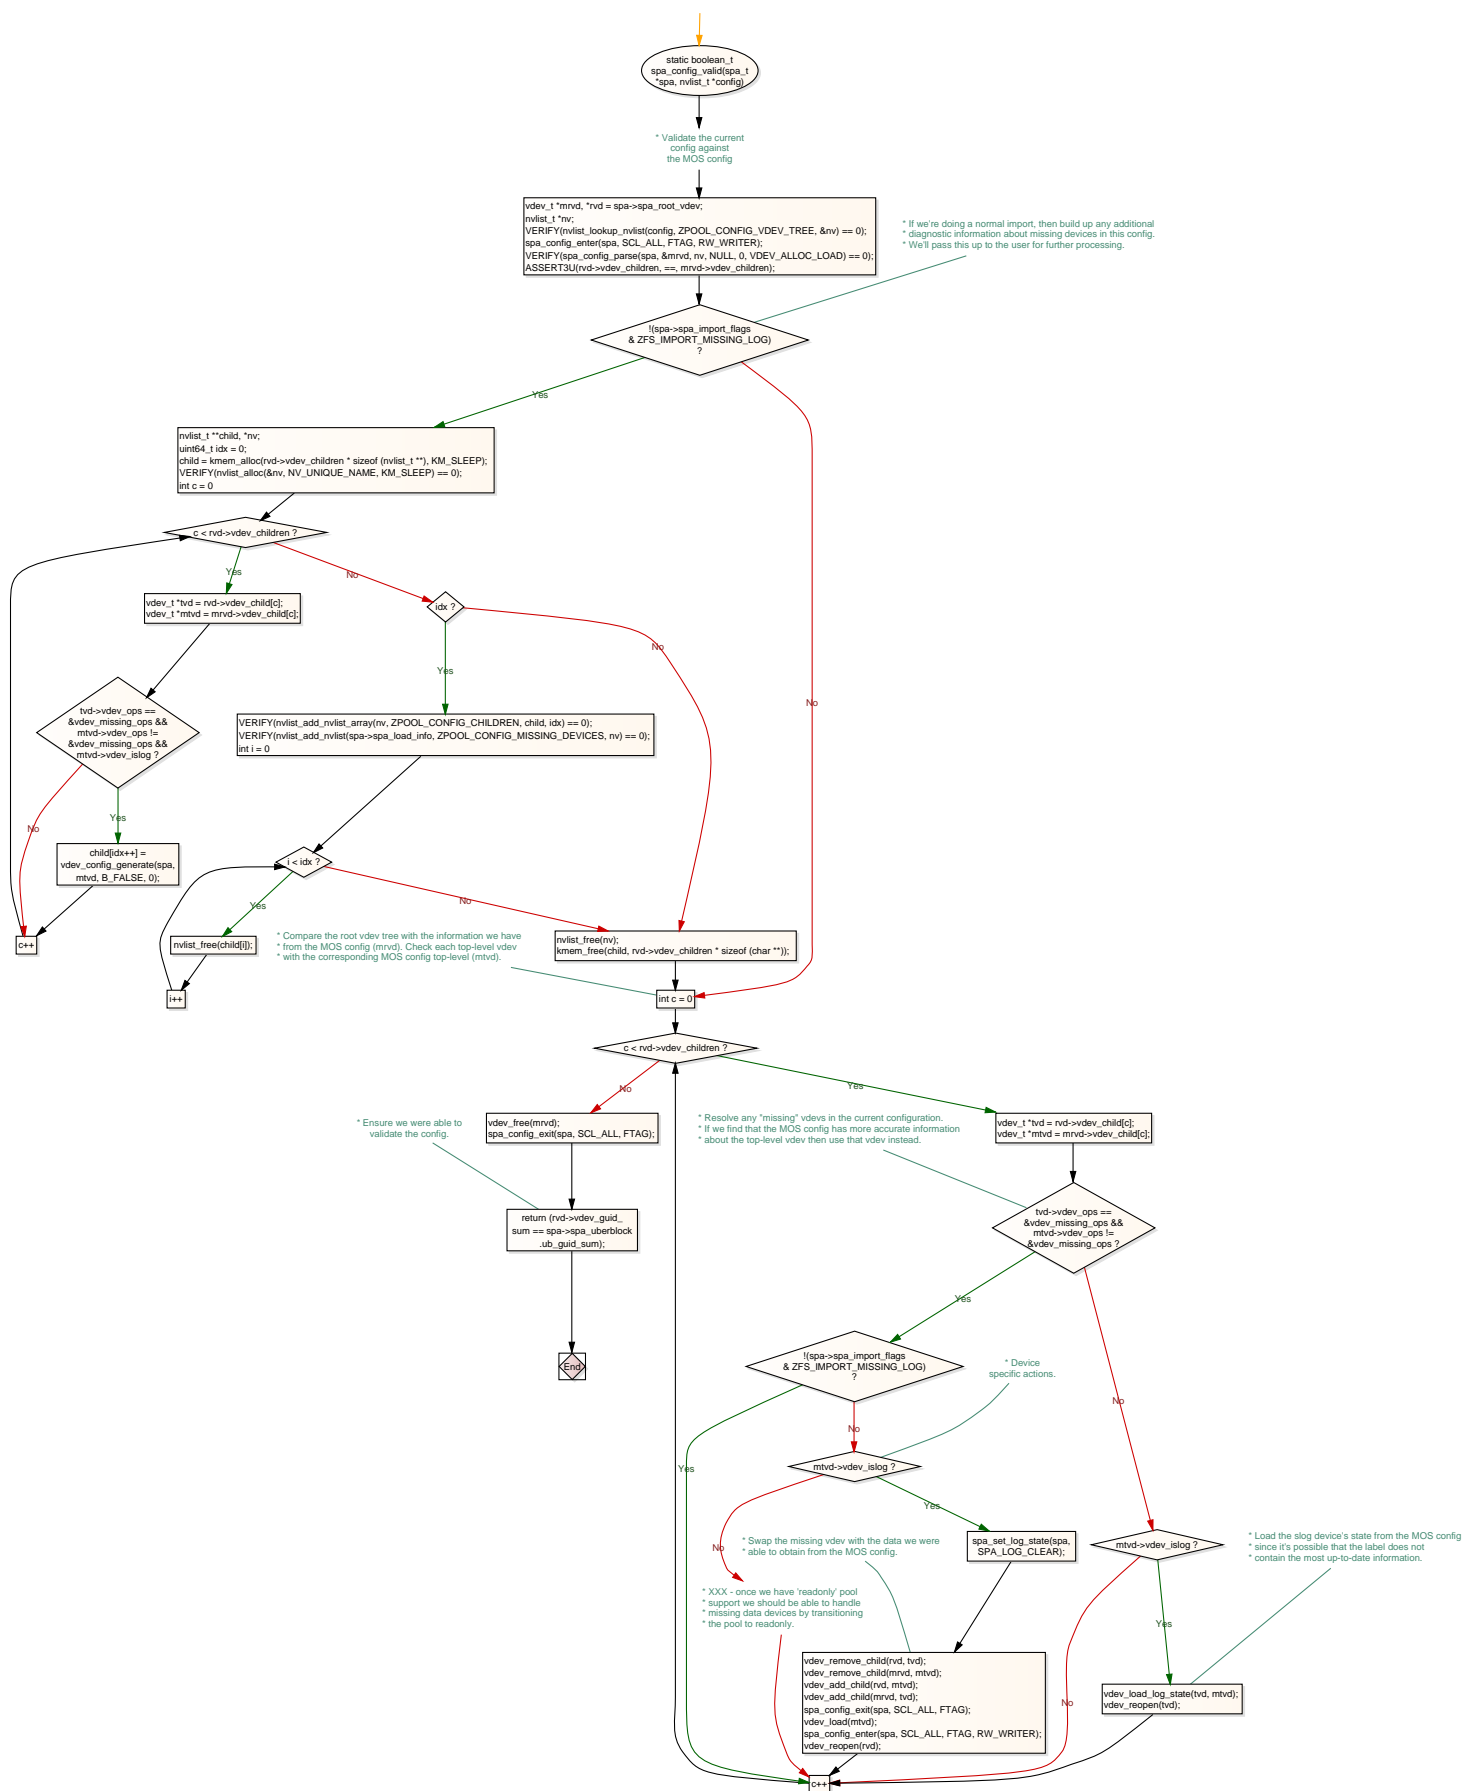 static boolean_t
spa_config_valid(spa_t
*spa, nvlist_t *config)
* Validate the current
config against
the MOS config
vdev_t *mrvd, *rvd = spa->spa_root_vdev;
nvlist_t *nv;
VERIFY(nvlist_lookup_nvlist(config, ZPOOL_CONFIG_VDEV_TREE, &nv) == 0);
spa_config_enter(spa, SCL_ALL, FTAG, RW_WRITER);
VERIFY(spa_config_parse(spa, &mrvd, nv, NULL, 0, VDEV_ALLOC_LOAD) == 0);
ASSERT3U(rvd->vdev_children, ==, mrvd->vdev_children);
* If we're doing a normal import, then build up any additional
* diagnostic information about missing devices in this config.
* We'll pass this up to the user for further processing.
!(spa->spa_import_flags
& ZFS_IMPORT_MISSING_LOG)
?
Yes
No
nvlist_t **child, *nv;
uint64_t idx = 0;
child = kmem_alloc(rvd->vdev_children * sizeof (nvlist_t **), KM_SLEEP);
VERIFY(nvlist_alloc(&nv, NV_UNIQUE_NAME, KM_SLEEP) == 0);
int c = 0
c < rvd->vdev_children ?
Yes
No
vdev_t *tvd = rvd->vdev_child[c];
vdev_t *mtvd = mrvd->vdev_child[c];
idx ?
Yes
No
tvd->vdev_ops ==
&vdev_missing_ops &&
mtvd->vdev_ops !=
&vdev_missing_ops &&
mtvd->vdev_islog ?
No
Yes
VERIFY(nvlist_add_nvlist_array(nv, ZPOOL_CONFIG_CHILDREN, child, idx) == 0);
VERIFY(nvlist_add_nvlist(spa->spa_load_info, ZPOOL_CONFIG_MISSING_DEVICES, nv) == 0);
int i = 0
child[idx++] =
vdev_config_generate(spa,
mtvd, B_FALSE, 0);
i < idx ?
Yes
No
c++
nvlist_free(child[i]);
i++
* Compare the root vdev tree with the information we have
* from the MOS config (mrvd). Check each top-level vdev
* with the corresponding MOS config top-level (mtvd).
nvlist_free(nv);
kmem_free(child, rvd->vdev_children * sizeof (char **));
int c = 0
c < rvd->vdev_children ?
No
Yes
* Ensure we were able to
validate the config.
vdev_free(mrvd);
spa_config_exit(spa, SCL_ALL, FTAG);
* Resolve any "missing" vdevs in the current configuration.
* If we find that the MOS config has more accurate information
* about the top-level vdev then use that vdev instead.
vdev_t *tvd = rvd->vdev_child[c];
vdev_t *mtvd = mrvd->vdev_child[c];
return (rvd->vdev_guid_
sum == spa->spa_uberblock
.ub_guid_sum);
tvd->vdev_ops ==
&vdev_missing_ops &&
mtvd->vdev_ops !=
&vdev_missing_ops ?
Yes
No
End
!(spa->spa_import_flags
& ZFS_IMPORT_MISSING_LOG)
?
Yes
No
* Device
specific actions.
mtvd->vdev_islog ?
No
Yes
* Swap the missing vdev with the data we were
* able to obtain from the MOS config.
spa_set_log_state(spa,
SPA_LOG_CLEAR);
mtvd->vdev_islog ?
No
Yes
* Load the slog device's state from the MOS config
* since it's possible that the label does not
* contain the most up-to-date information.
* XXX - once we have 'readonly' pool
* support we should be able to handle
* missing data devices by transitioning
* the pool to readonly.
vdev_remove_child(rvd, tvd);
vdev_remove_child(mrvd, mtvd);
vdev_add_child(rvd, mtvd);
vdev_add_child(mrvd, tvd);
spa_config_exit(spa, SCL_ALL, FTAG);
vdev_load(mtvd);
spa_config_enter(spa, SCL_ALL, FTAG, RW_WRITER);
vdev_reopen(rvd);
vdev_load_log_state(tvd, mtvd);
vdev_reopen(tvd);
c++